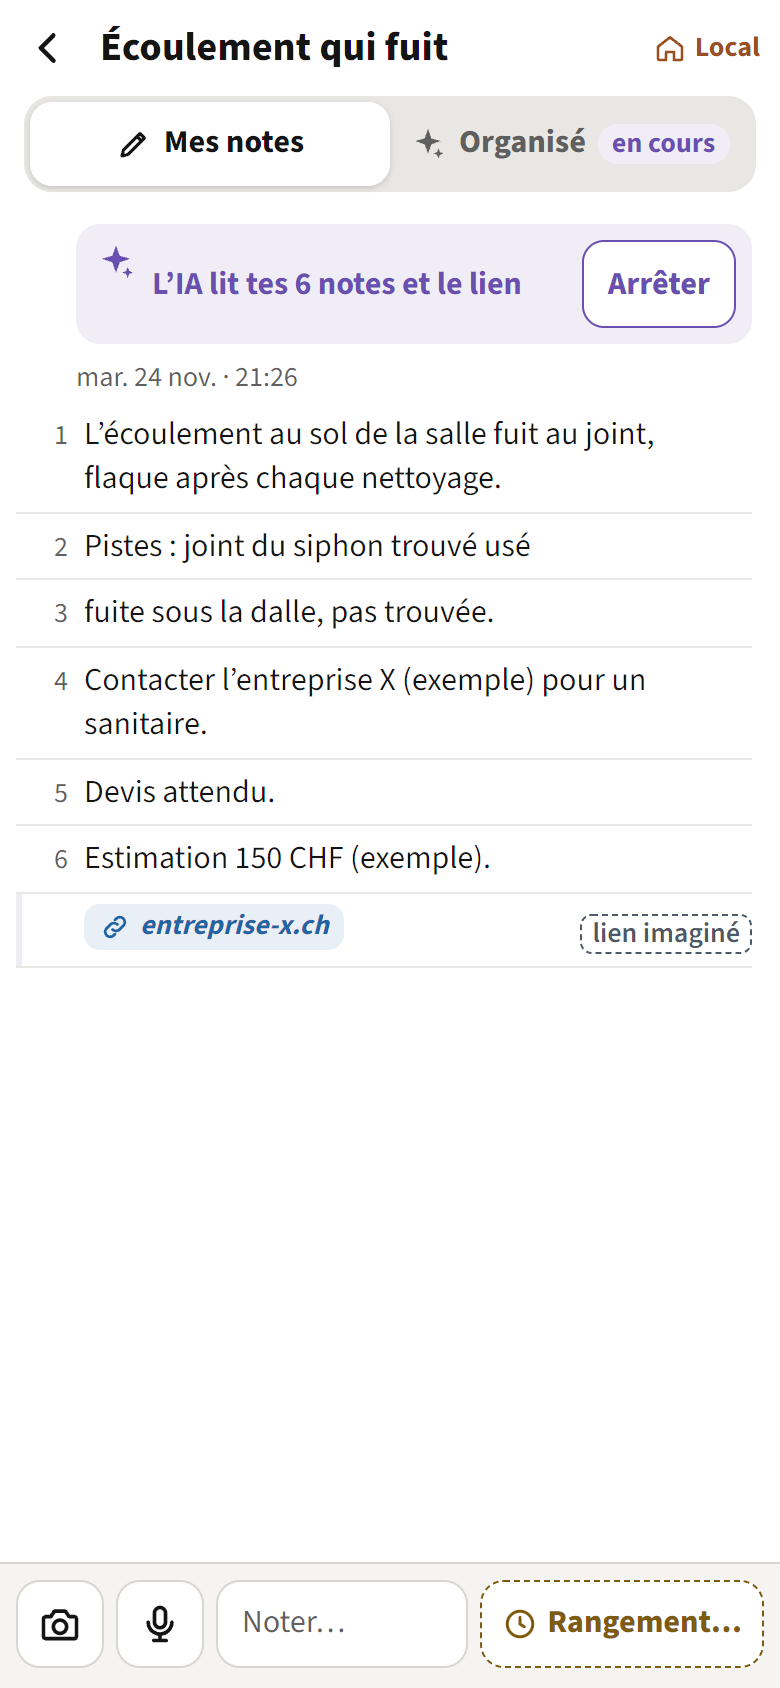 Écoulement qui fuit
Local
Mes notes
Organisé
en cours
L’IA lit tes 6 notes et le lien
Arrêter
mar. 24 nov. · 21:26
1 L’écoulement au sol de la salle fuit au joint,
flaque après chaque nettoyage.
2 Pistes : joint du siphon trouvé usé
3 fuite sous la dalle, pas trouvée.
4 Contacter l’entreprise X (exemple) pour un
sanitaire.
5 Devis attendu.
6 Estimation 150 CHF (exemple).
entreprise-x.ch
lien imaginé
Noter…
Rangement…